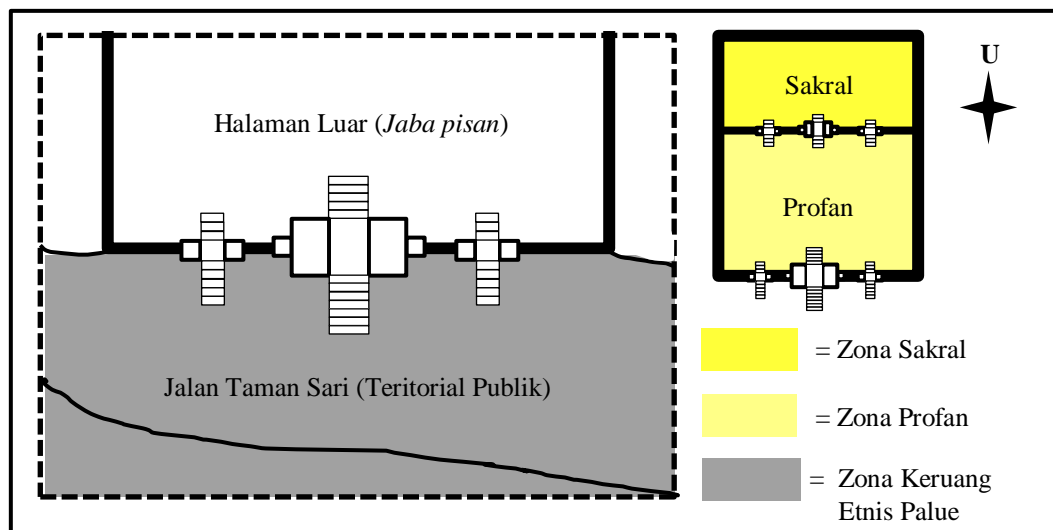 Halaman Luar (Jaba pisan)
Jalan Taman Sari (Teritorial Publik)
Sakral
Profan
U
= Zona Sakral
= Zona Profan
= Zona Keruang
Etnis Palue